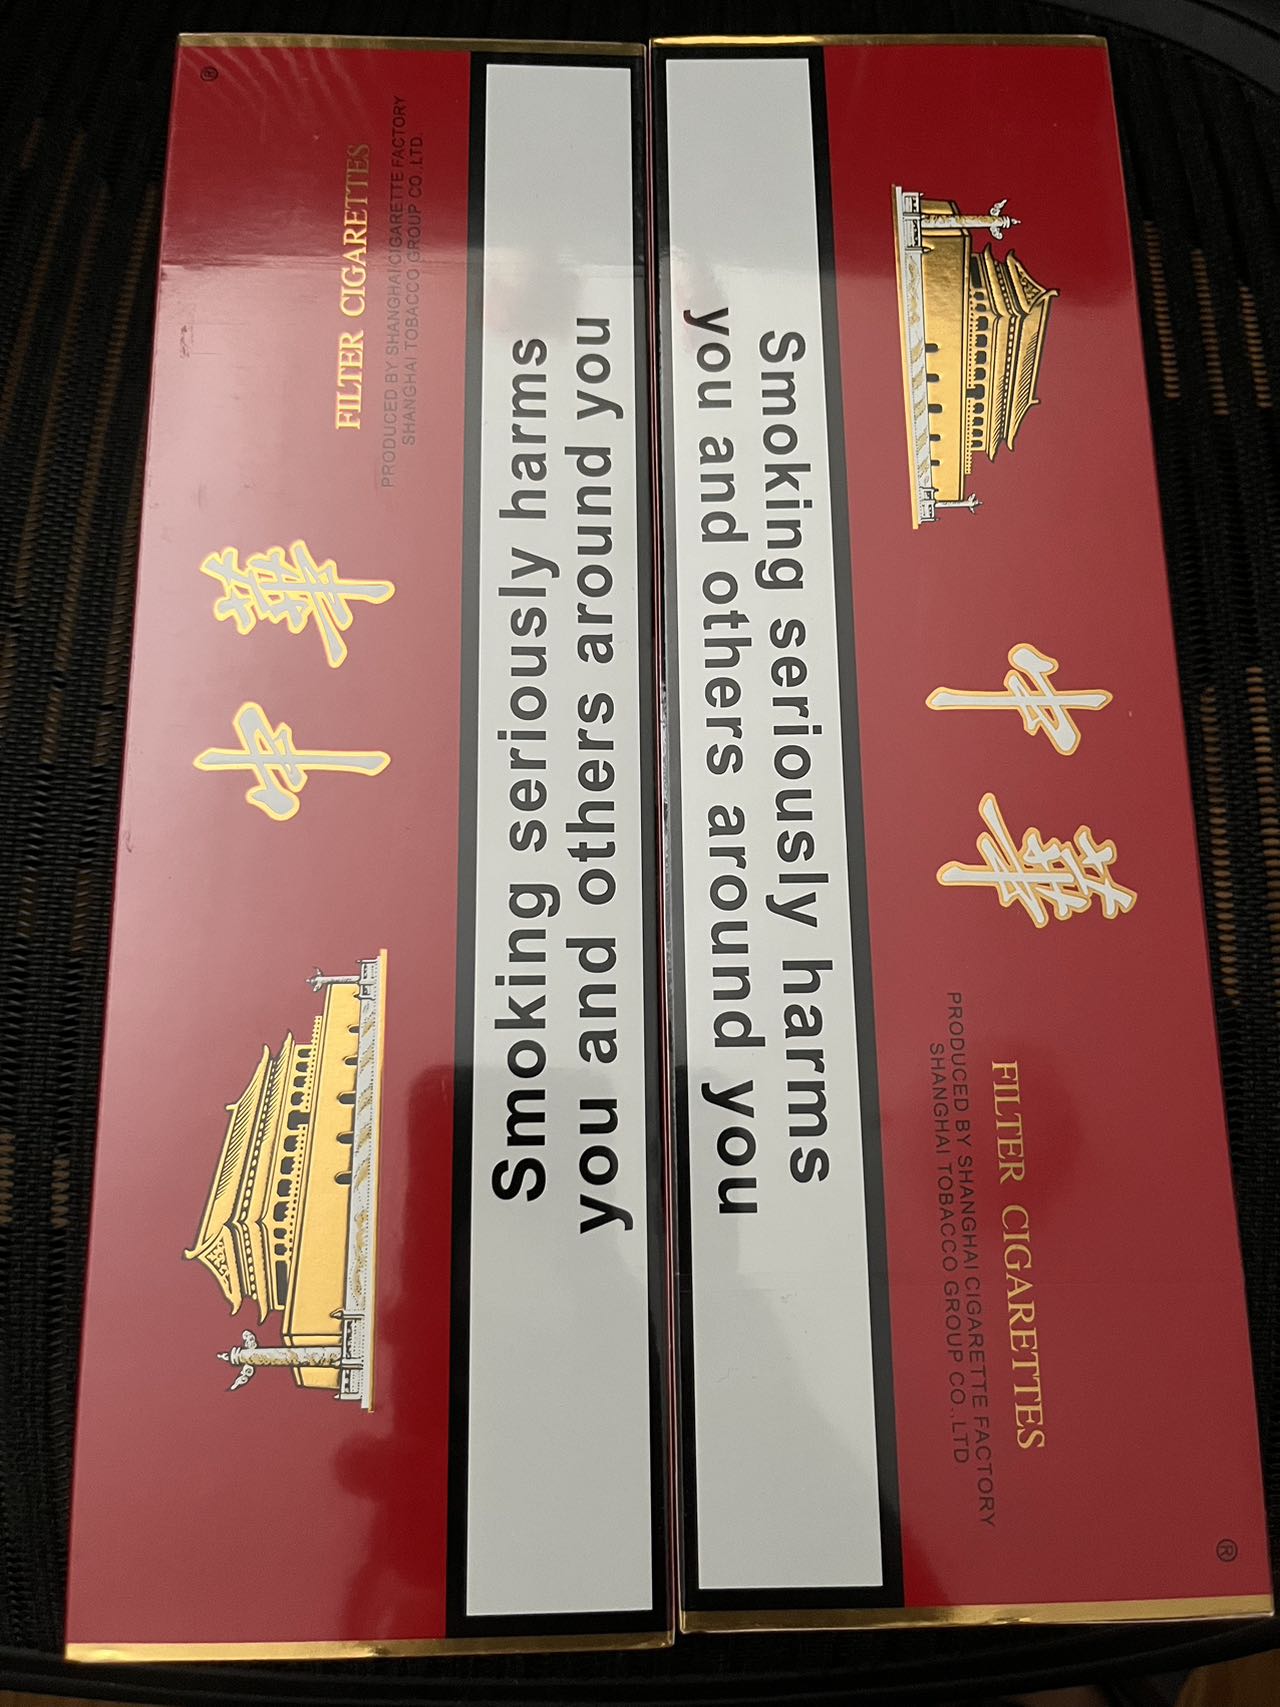 中華
FILTER CIGARETTES
PRODUCED BY SHANGHAI CIGARETTE FACTORY
SHANGHAI TOBACCO GROUP CO.,LTD.
®
Smoking seriously harms
you and others around you
Smoking seriously harms
you and others around you
中華
FILTER CIGARETTES
PRODUCED BY SHANGHAI CIGARETTE FACTORY
SHANGHAI TOBACCO GROUP CO.,LTD.
®